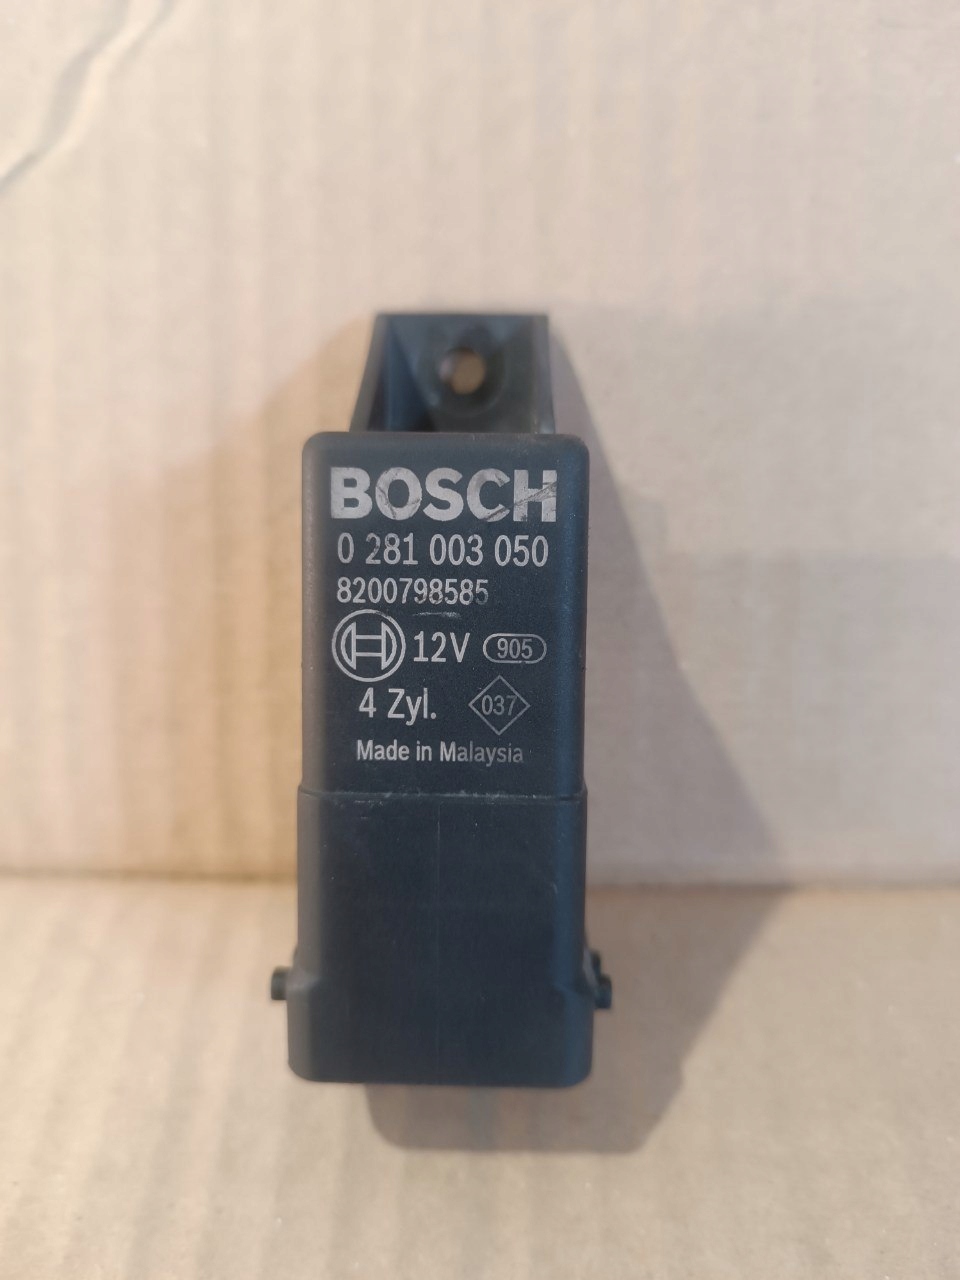 BOSCH
0 281 003 050
8200798585
12V 905
4 Zyl. 037
Made in Malaysia